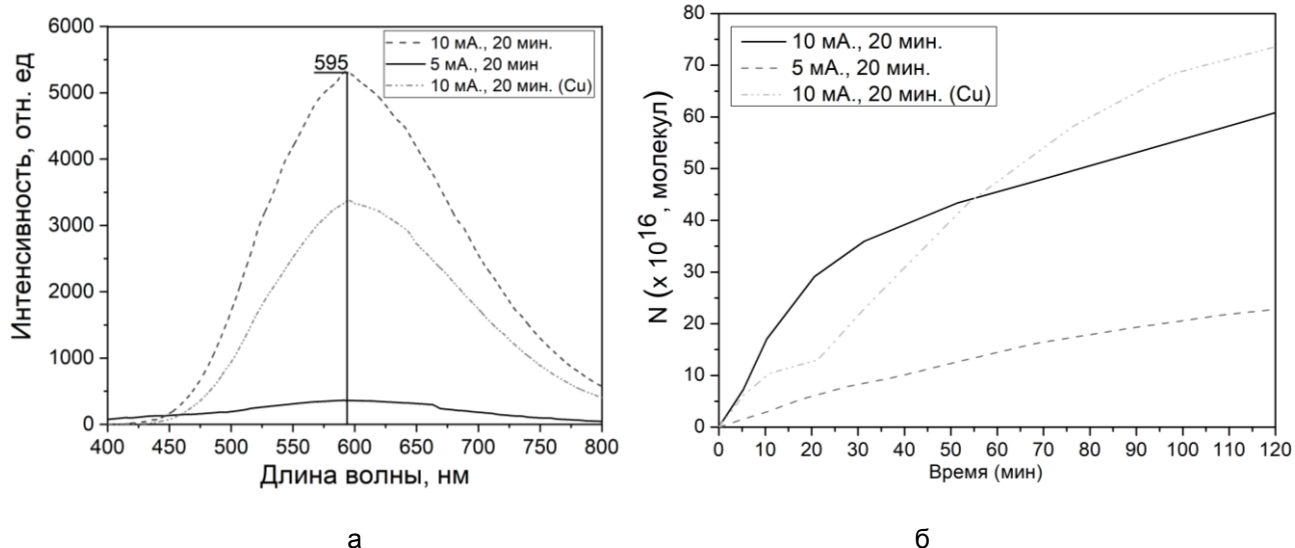 6000
5000
4000
3000
2000
1000
0
Интенсивность, отн. ед
595
10 мА., 20 мин.
5 мА., 20 мин
10 мА., 20 мин. (Cu)
400 450 500 550 600 650 700 750 800
Длина волны, нм
а
80
70
60
50
40
30
20
10
0
N (x 10^16, молекул)
10 мА., 20 мин.
5 мА., 20 мин.
10 мА., 20 мин. (Cu)
0 10 20 30 40 50 60 70 80 90 100 110 120
Время (мин)
б